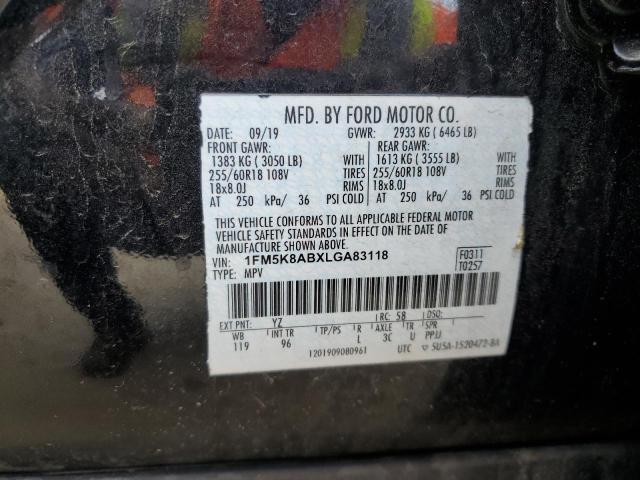 MFD. BY FORD MOTOR CO.
DATE: 09/19 GVWR: 2933 KG ( 6465 LB)
FRONT GAWR: REAR GAWR:
1383 KG ( 3050 LB) WITH 1613 KG ( 3555 LB) WITH
255/60R18 108V TIRES 255/60R18 108V TIRES
18x8.0J RIMS 18x8.0J RIMS
AT 250 kPa/ 36 PSI COLD AT 250 kPa/ 36 PSI COLD
THIS VEHICLE CONFORMS TO ALL APPLICABLE FEDERAL MOTOR
VEHICLE SAFETY STANDARDS IN EFFECT ON THE DATE OF
MANUFACTURE SHOWN ABOVE.
VIN: 1FM5K8ABXLGA83118 F0311
TYPE: MPV T0257
EXT PNT: YZ RC: 58 DSO:
WB INT TR TP/PS R AXLE TR SPR
119 96 L 3C U PPJJ
1201909080961 UTC ▽ 5U5A-1520472-BA